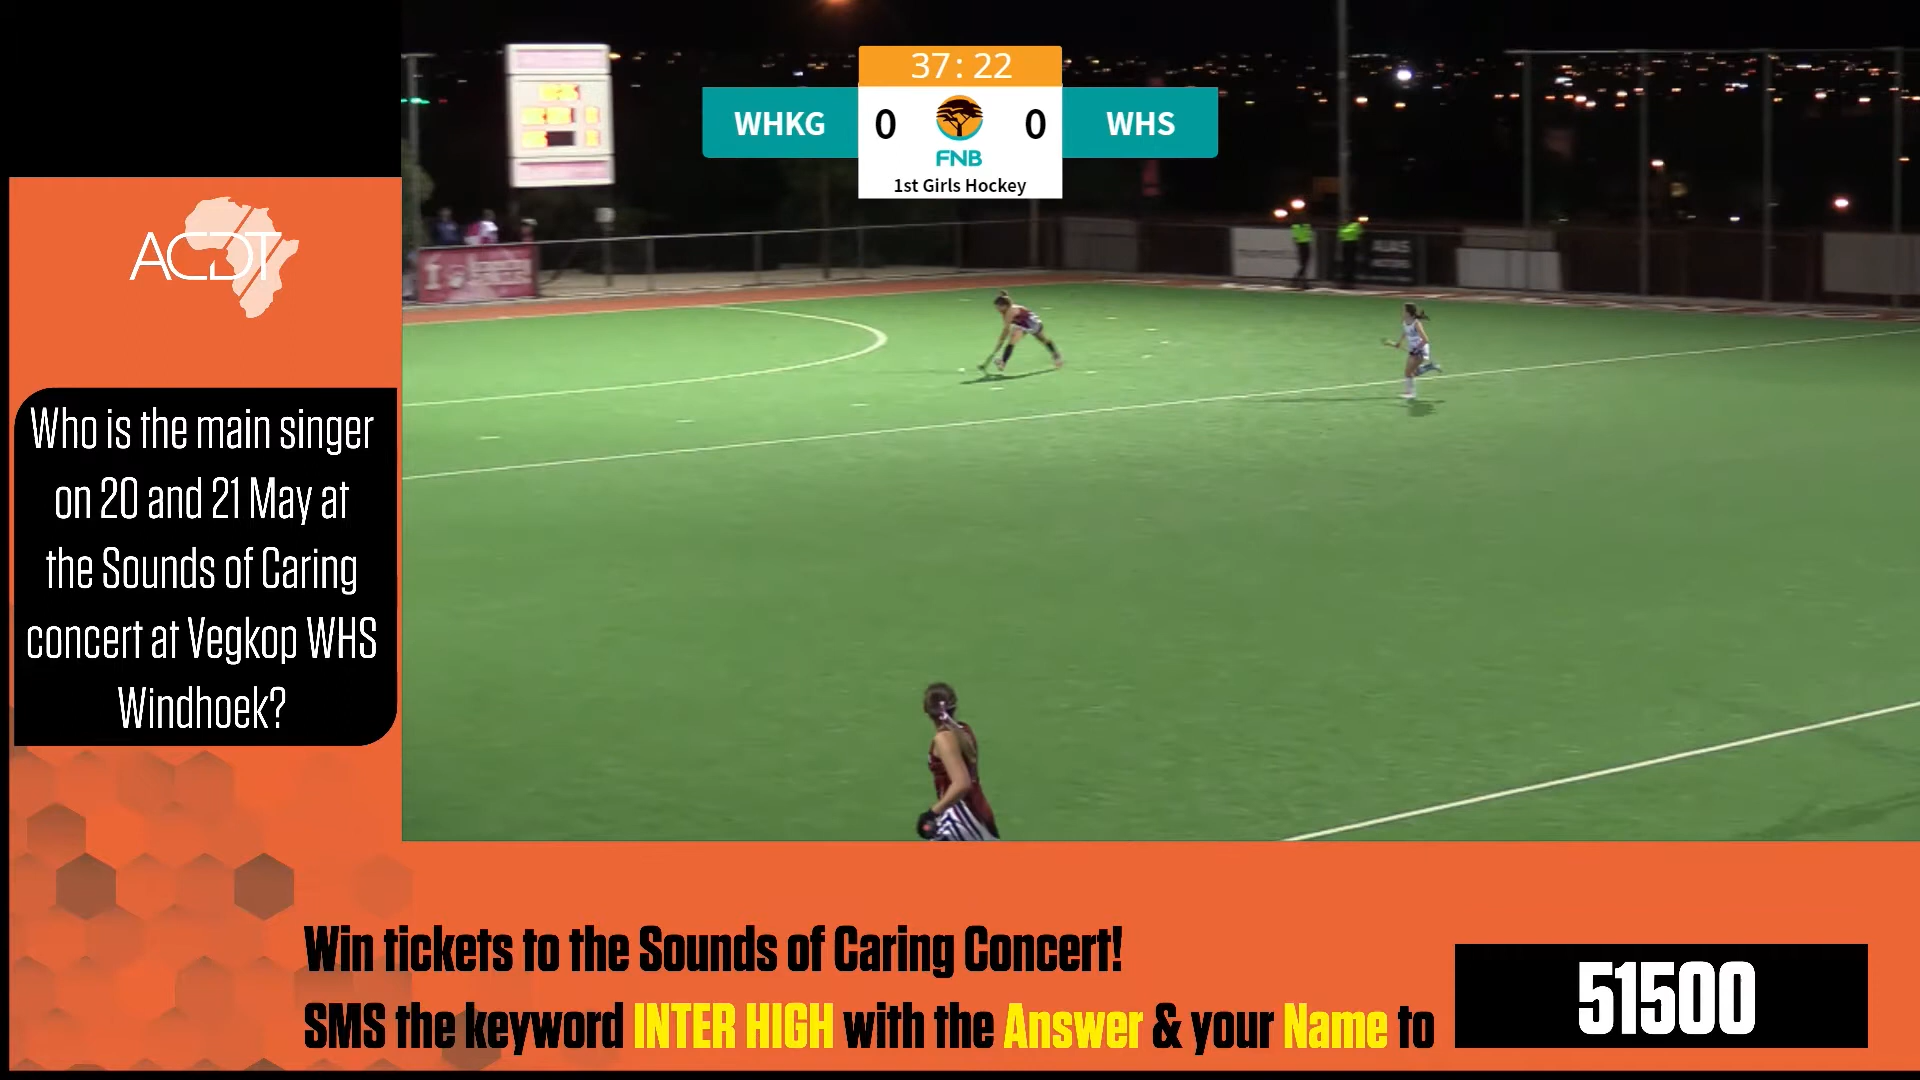 37: 22
WHKG 0 0 WHS
FNB
1st Girls Hockey
ACDT
Who is the main singer
on 20 and 21 May at
the Sounds of Caring
concert at Vegkop WHS
Windhoek?
Win tickets to the Sounds of Caring Concert!
SMS the keyword INTER HIGH with the Answer & your Name to
51500